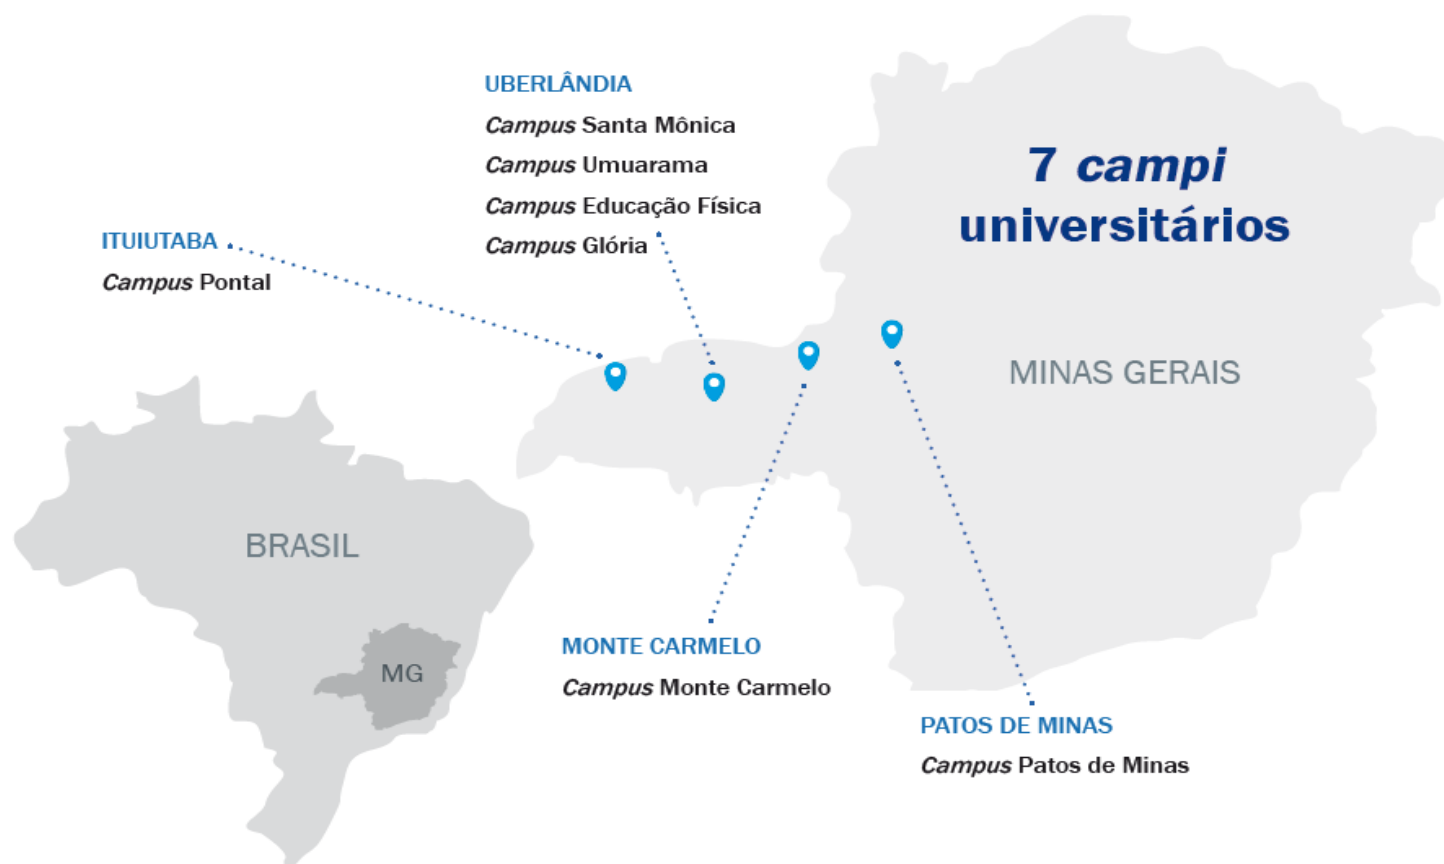 UBERLÂNDIA
Campus Santa Mônica
Campus Umuarama
Campus Educação Física
Campus Glória
7 campi
universitários
ITUIUTABA
Campus Pontal
MINAS GERAIS
BRASIL
MG
MONTE CARMELO
Campus Monte Carmelo
PATOS DE MINAS
Campus Patos de Minas